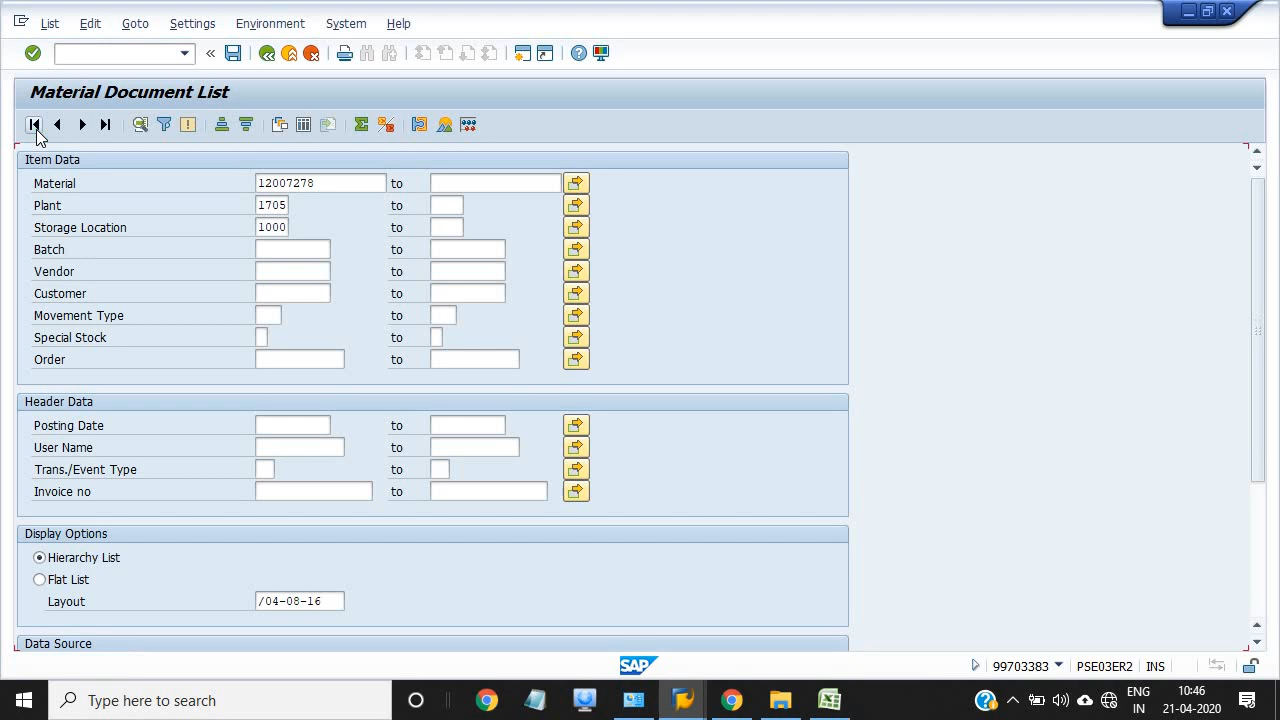 List Edit Goto Settings Environment System Help
Material Document List
Item Data
Material 12007278 to
Plant 1705 to
Storage Location 1000 to
Batch to
Vendor to
Customer to
Movement Type to
Special Stock to
Order to
Header Data
Posting Date to
User Name to
Trans./Event Type to
Invoice no to
Display Options
Hierarchy List
Flat List
Layout /04-08-16
Data Source
SAP 99703383 PSE03ER2 INS
Type here to search ENG 10:46
IN 21-04-2020